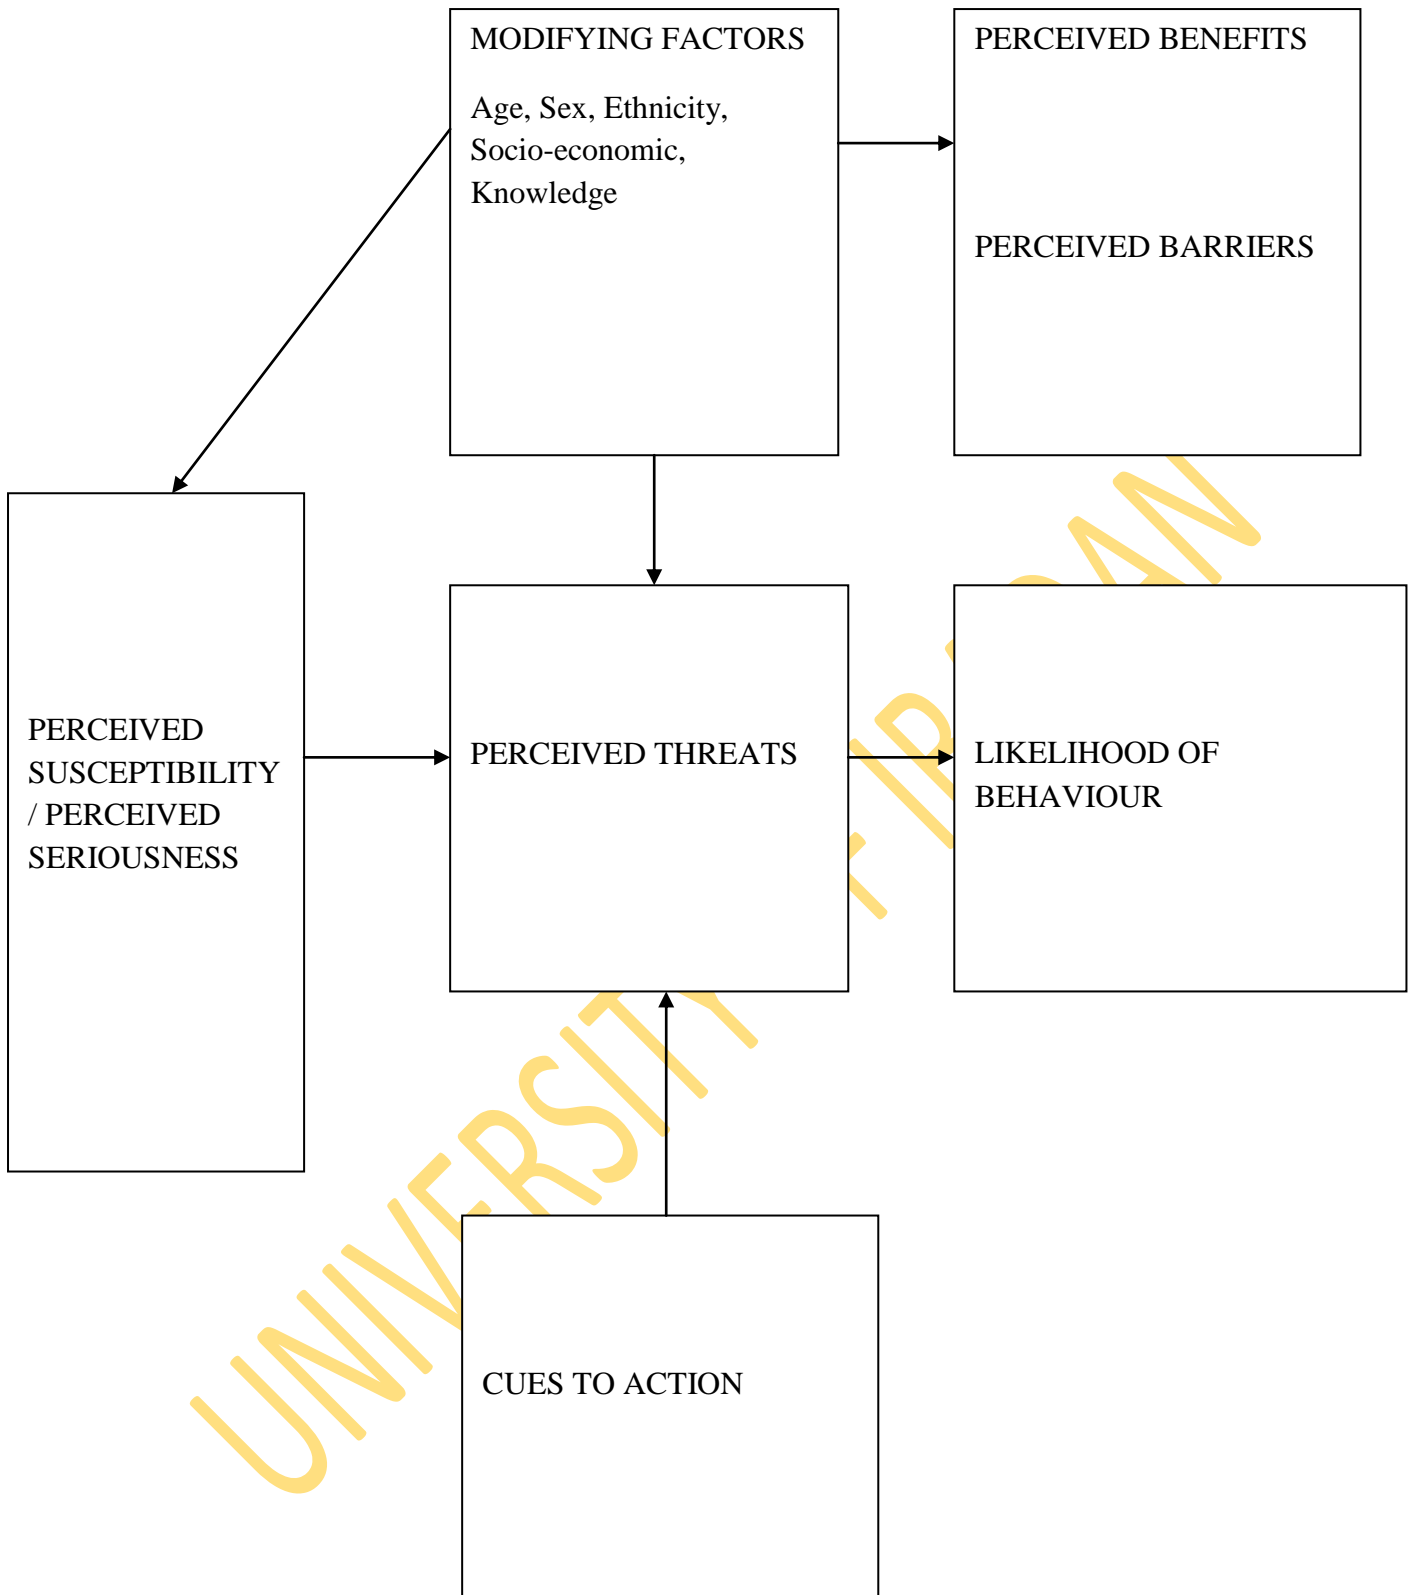 MODIFYING FACTORS
Age, Sex, Ethnicity,
Socio-economic,
Knowledge
PERCEIVED BENEFITS
PERCEIVED BARRIERS
PERCEIVED
SUSCEPTIBILITY
/ PERCEIVED
SERIOUSNESS
PERCEIVED THREATS
LIKELIHOOD OF
BEHAVIOUR
CUES TO ACTION
UNIVERSITY